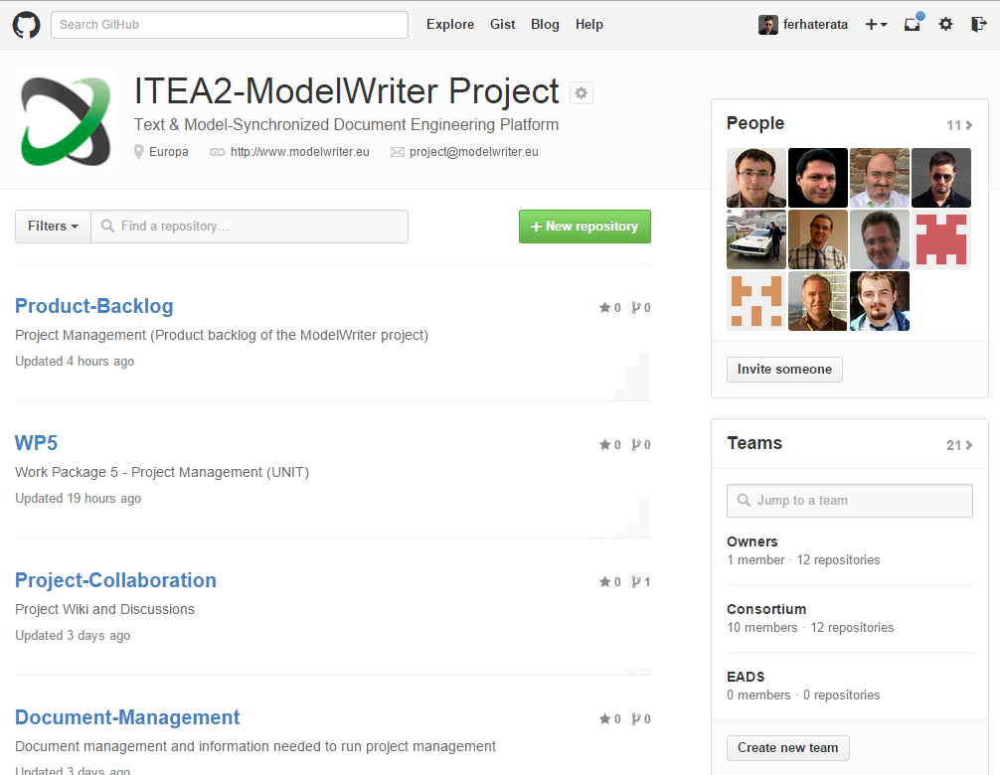 Search GitHub
Explore Gist Blog Help
ferhaterata
ITEA2-ModelWriter Project
Text & Model-Synchronized Document Engineering Platform
Europa http://www.modelwriter.eu project@modelwriter.eu
Filters Find a repository…
+ New repository
Product-Backlog
0 0
Project Management (Product backlog of the ModelWriter project)
Updated 4 hours ago
WP5
0 0
Work Package 5 - Project Management (UNIT)
Updated 19 hours ago
Project-Collaboration
0 1
Project Wiki and Discussions
Updated 3 days ago
Document-Management
0 0
Document management and information needed to run project management
Updated 3 days ago
People 11
Invite someone
Teams 21
Jump to a team
Owners
1 member · 12 repositories
Consortium
10 members · 12 repositories
EADS
0 members · 0 repositories
Create new team